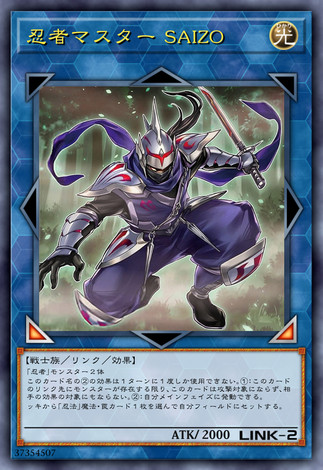 忍者マスター SAIZO
光
【戦士族／リンク／効果】
「忍者」モンスター２体
このカード名の②の効果は１ターンに１度しか使用できない。①：このカード
のリンク先にモンスターが存在する限り、このカードは攻撃対象にならず、相
手の効果の対象にもならない。②：自分メインフェイズに発動できる。
ッキから「忍法」魔法・罠カード１枚を選んで自分フィールドにセットする。
ATK/ 2000 LINK-2
37354507